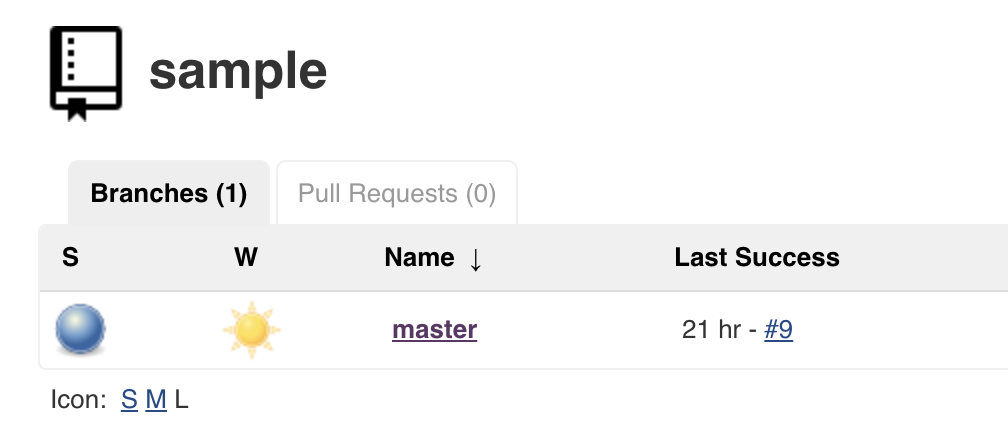 sample
Branches (1) Pull Requests (0)
S W Name ↓ Last Success
master 21 hr - #9
Icon: S M L